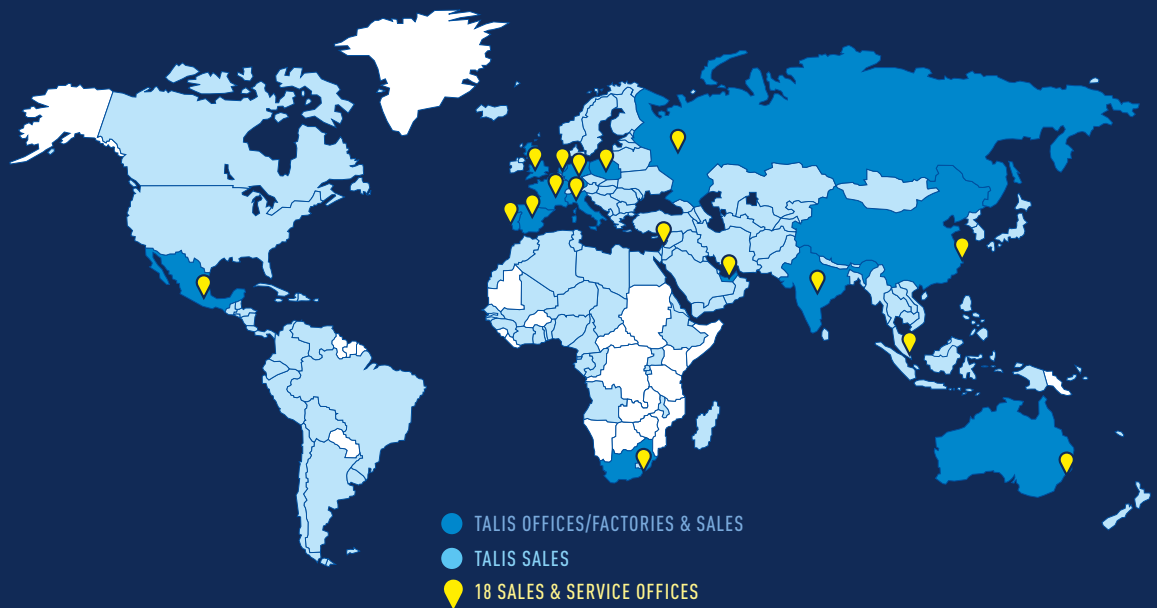 TALIS OFFICES/FACTORIES & SALES
TALIS SALES
18 SALES & SERVICE OFFICES